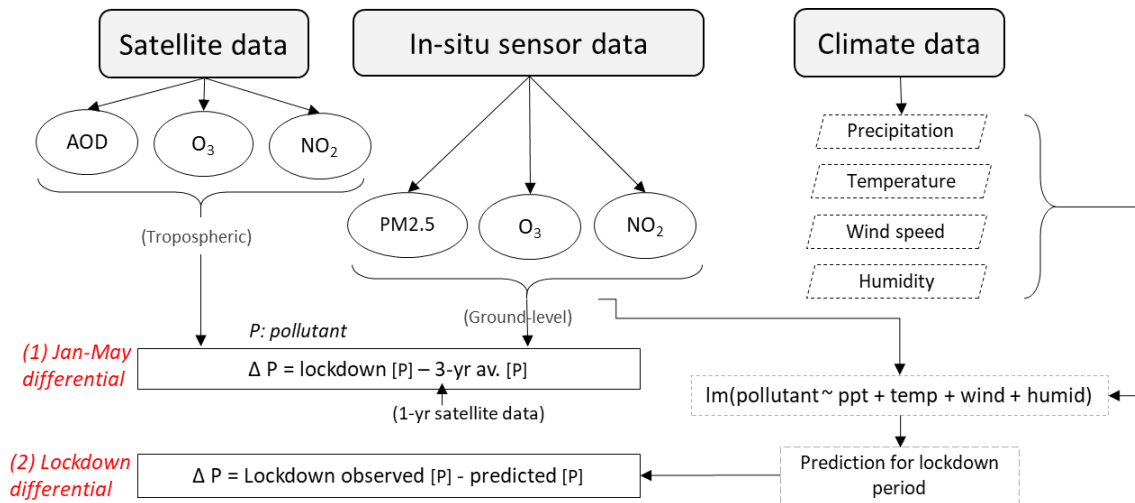 Satellite data
In-situ sensor data
Climate data
AOD
O₃
NO₂
Precipitation
Temperature
Wind speed
Humidity
PM2.5
O₃
NO₂
(Tropospheric)
(Ground-level)
P: pollutant
(1) Jan-May
differential
Δ P = lockdown [P] – 3-yr av. [P]
(1-yr satellite data)
lm(pollutant ~ ppt + temp + wind + humid)
(2) Lockdown
differential
Δ P = Lockdown observed [P] - predicted [P]
Prediction for lockdown
period